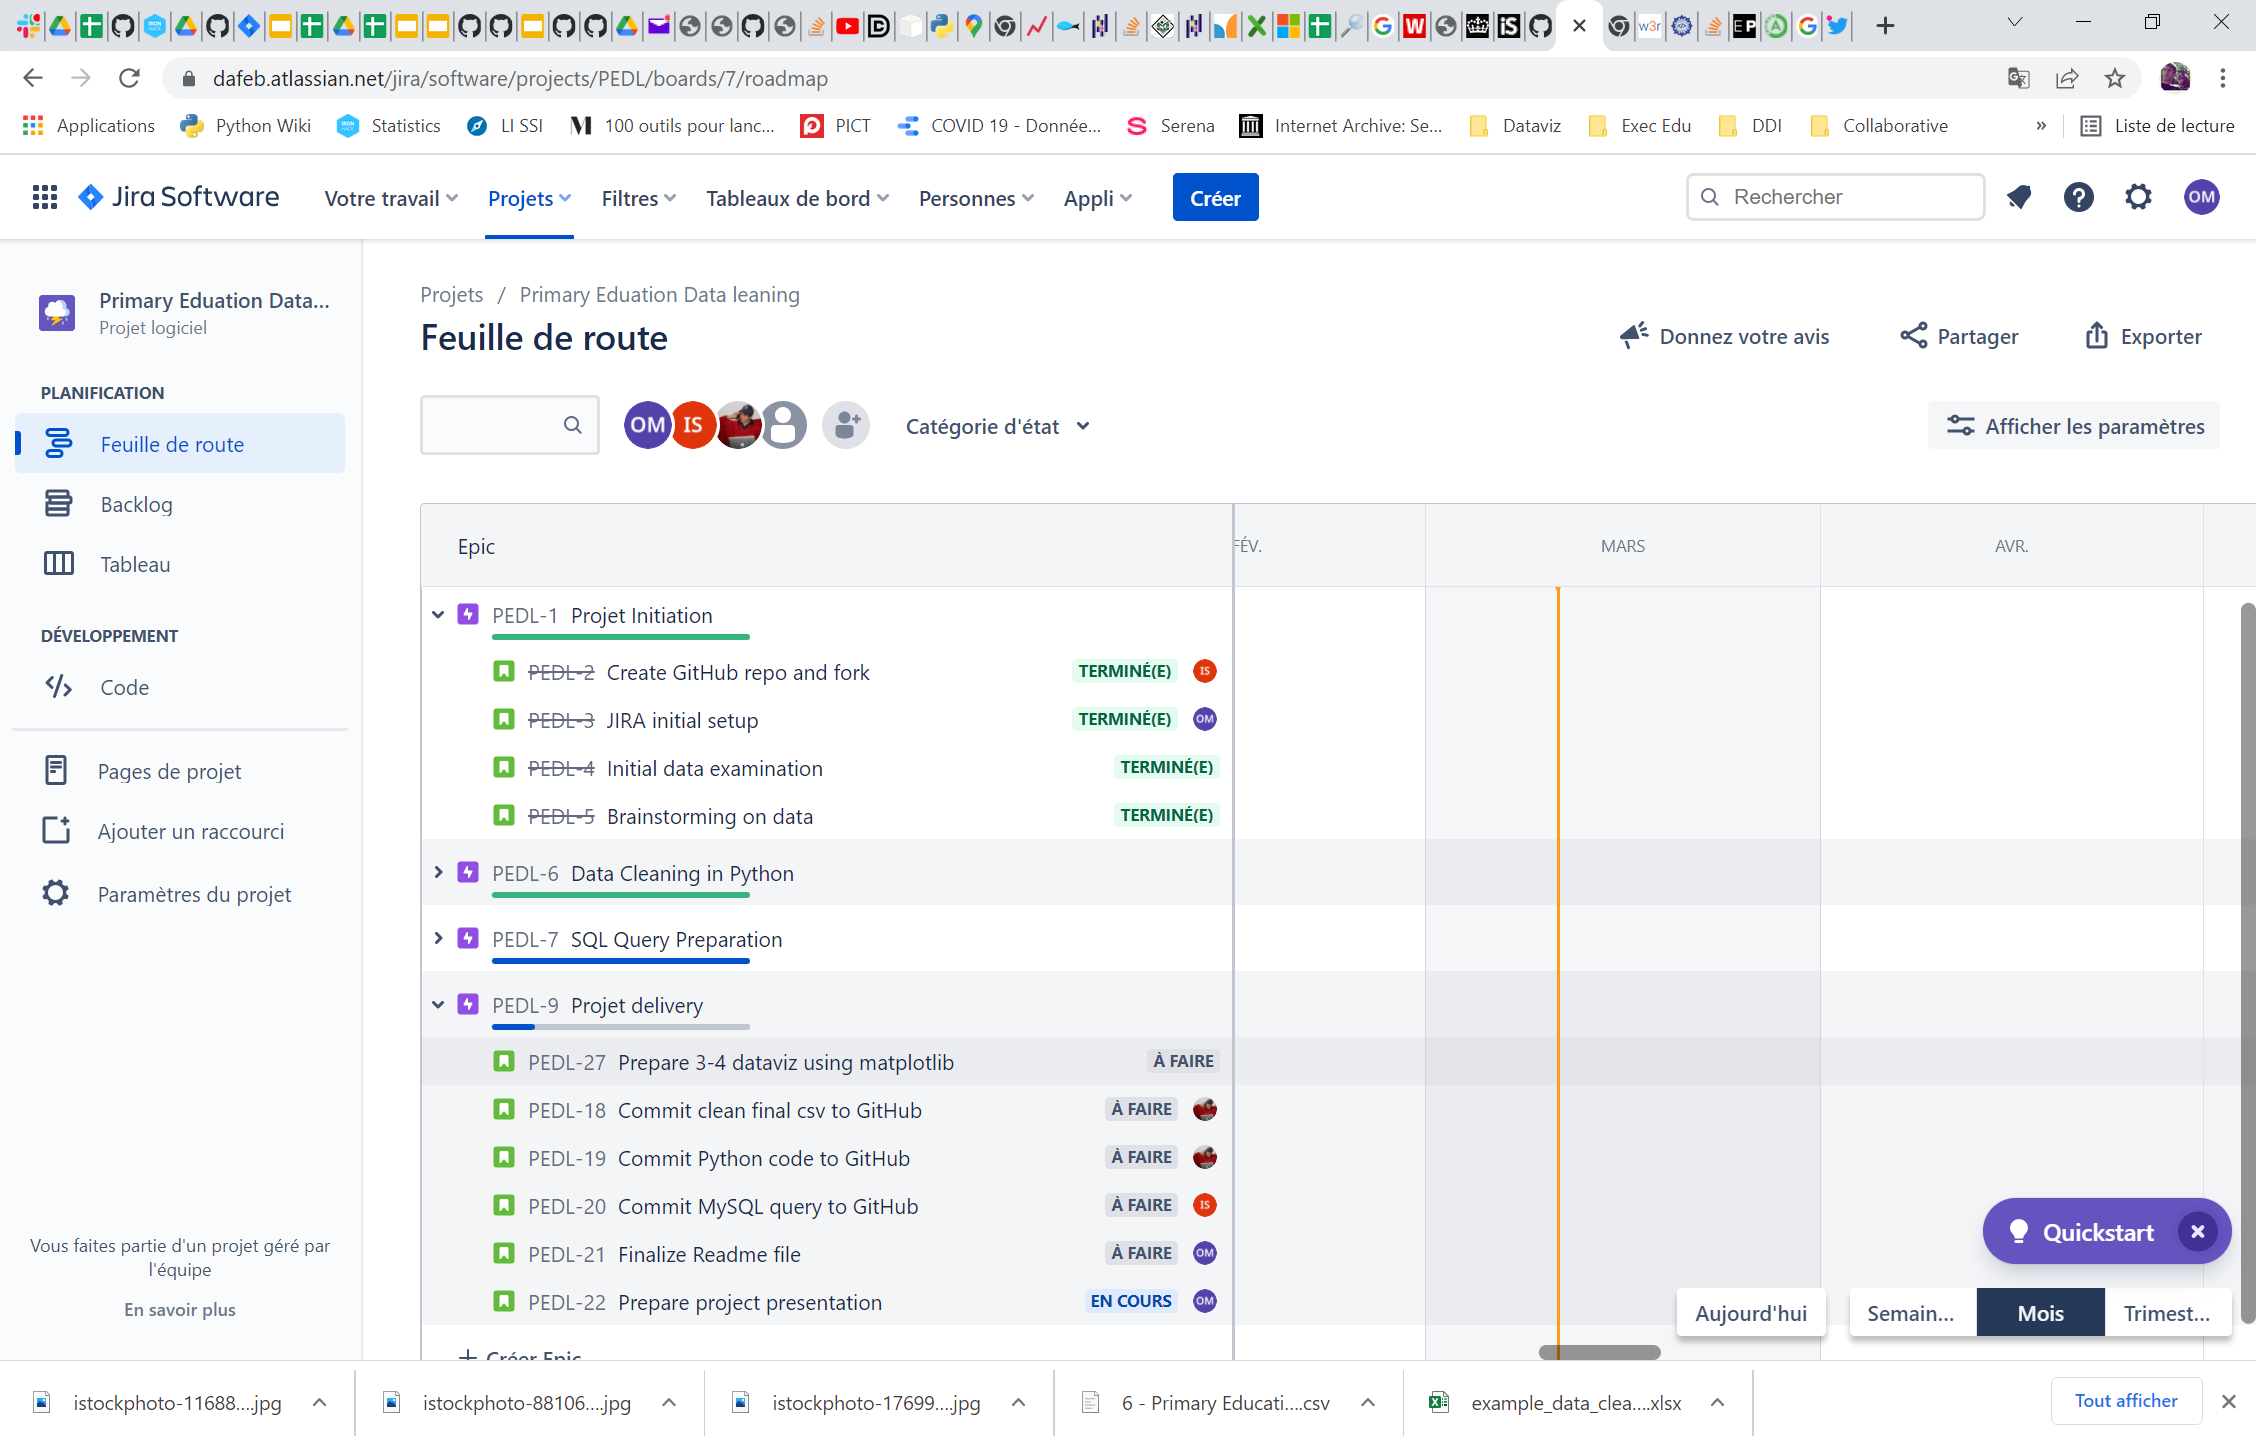 dafeb.atlassian.net/jira/software/projects/PEDL/boards/7/roadmap
Applications
Python Wiki
Statistics
LI SSI
100 outils pour lanc...
PICT
COVID 19 - Donnée...
Serena
Internet Archive: Se...
Dataviz
Exec Edu
DDI
Collaborative
»
Liste de lecture
Jira Software
Votre travail
Projets
Filtres
Tableaux de bord
Personnes
Appli
Créer
Rechercher
OM
Primary Eduation Data...
Projet logiciel
PLANIFICATION
Feuille de route
Backlog
Tableau
DÉVELOPPEMENT
Code
Pages de projet
Ajouter un raccourci
Paramètres du projet
Vous faites partie d'un projet géré par
l'équipe
En savoir plus
Projets / Primary Eduation Data leaning
Feuille de route
Donnez votre avis
Partager
Exporter
OM IS
Catégorie d'état
Afficher les paramètres
Epic
FÉV.
MARS
AVR.
PEDL-1 Projet Initiation
PEDL-2 Create GitHub repo and fork TERMINÉ(E) IS
PEDL-3 JIRA initial setup TERMINÉ(E) OM
PEDL-4 Initial data examination TERMINÉ(E)
PEDL-5 Brainstorming on data TERMINÉ(E)
PEDL-6 Data Cleaning in Python
PEDL-7 SQL Query Preparation
PEDL-9 Projet delivery
PEDL-27 Prepare 3-4 dataviz using matplotlib À FAIRE
PEDL-18 Commit clean final csv to GitHub À FAIRE
PEDL-19 Commit Python code to GitHub À FAIRE
PEDL-20 Commit MySQL query to GitHub À FAIRE IS
PEDL-21 Finalize Readme file À FAIRE OM
PEDL-22 Prepare project presentation EN COURS OM
+ Créer Epic
Quickstart
Aujourd'hui
Semain...
Mois
Trimest...
istockphoto-11688....jpg
istockphoto-88106....jpg
istockphoto-17699....jpg
6 - Primary Educati....csv
example_data_clea....xlsx
Tout afficher